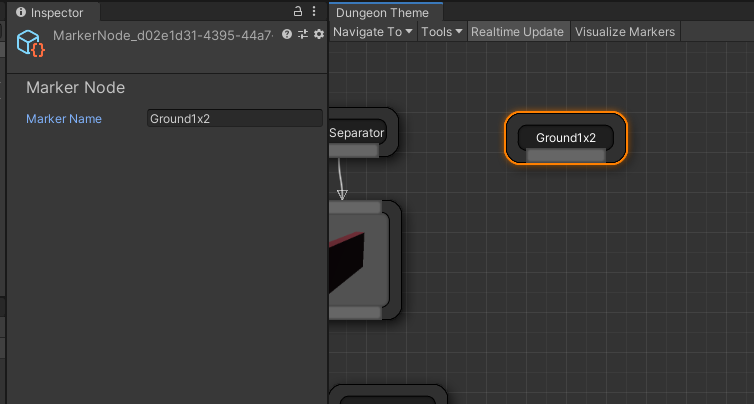 Inspector
MarkerNode_d02e1d31-4395-44a7-
Marker Node
Marker Name
Ground1x2
Dungeon Theme
Navigate To Tools Realtime Update Visualize Markers
Separator
Ground1x2